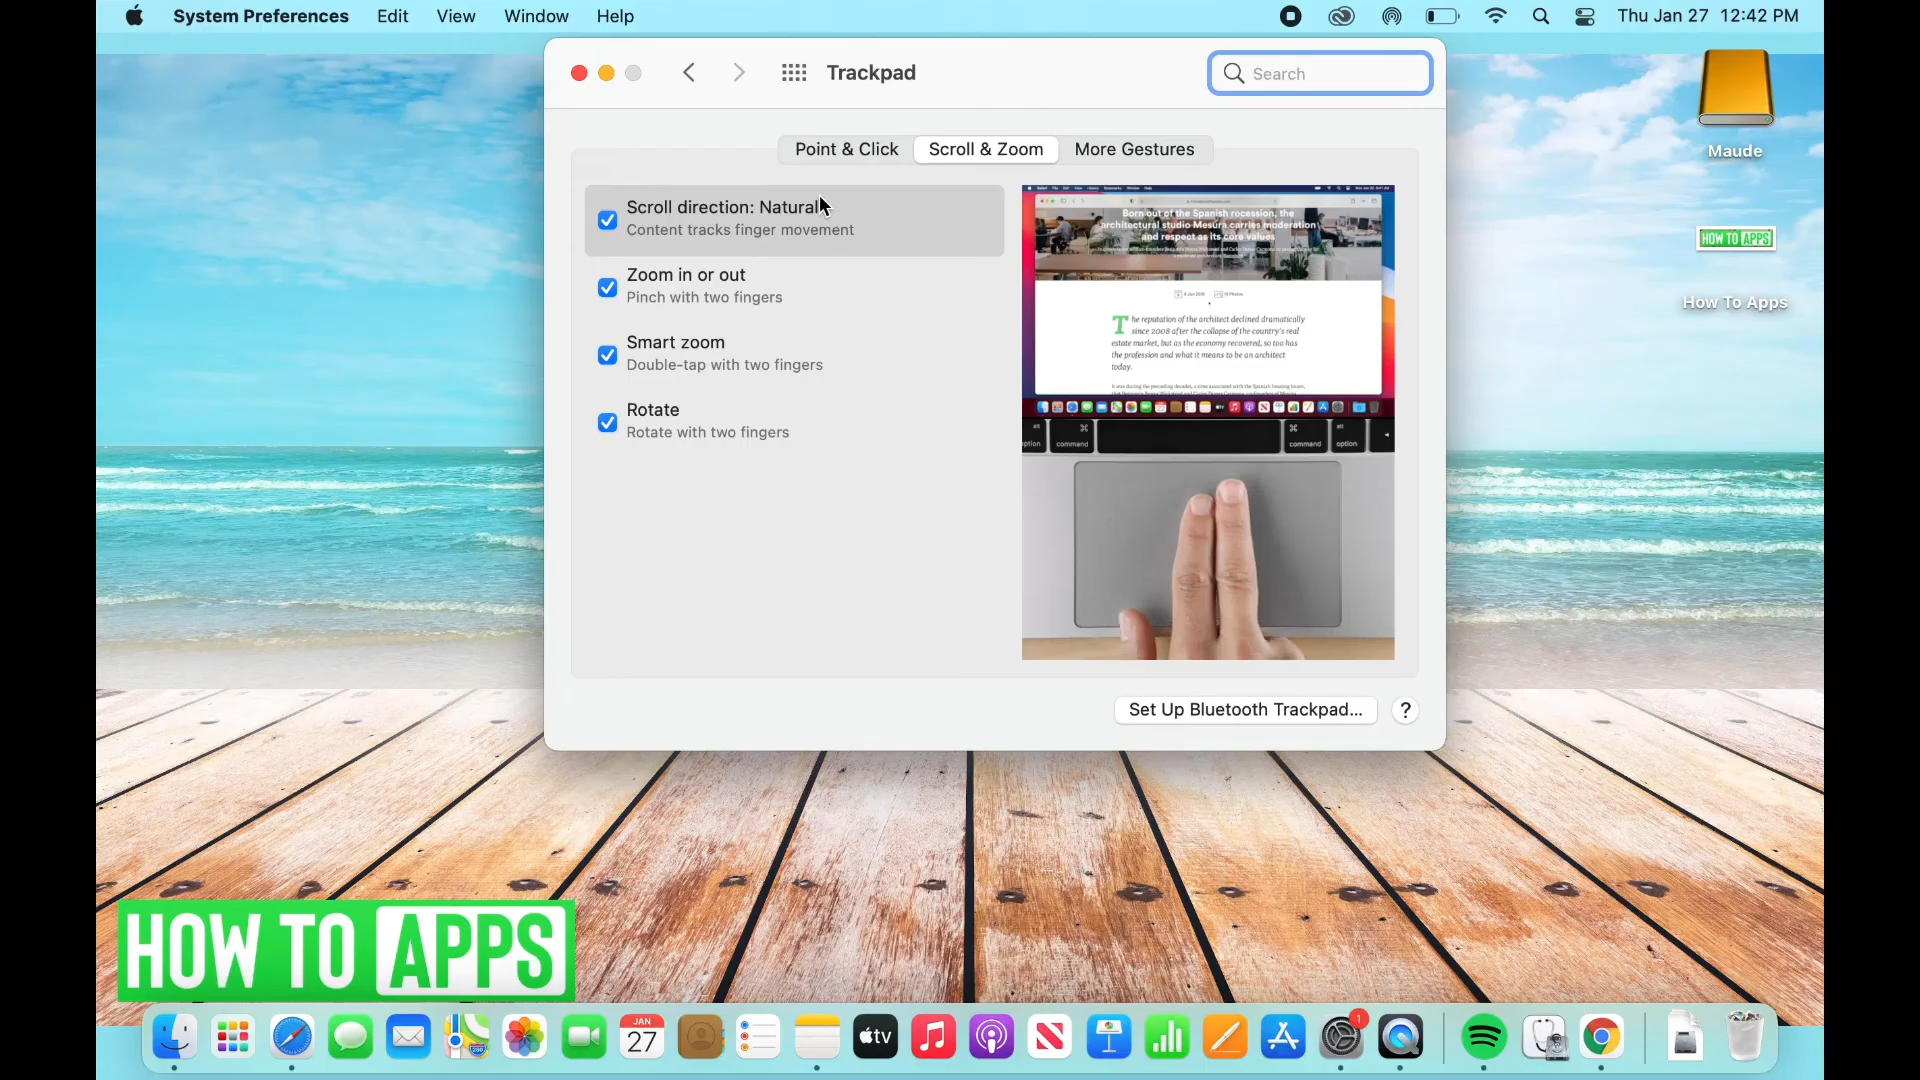 System Preferences Edit View Window Help Thu Jan 27 12:42 PM
Trackpad
Search
Point & Click Scroll & Zoom More Gestures
Scroll direction: Natural
Content tracks finger movement
Zoom in or out
Pinch with two fingers
Smart zoom
Double-tap with two fingers
Rotate
Rotate with two fingers
Born out of the Spanish recession, the
architectural studio Mesura carries moderation
and respect as its core values
The reputation of the architect declined dramatically
since 2008 after the collapse of the country's real
estate market, but as the economy recovered, so too has
the profession and what it means to be an architect
today.
command
command
option
Set Up Bluetooth Trackpad... ?
Maude
HOW TO APPS
How To Apps
HOW TO APPS
JAN
27
tv
1